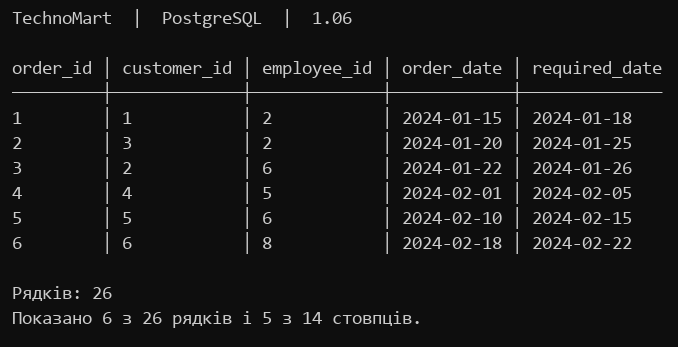 TechnoMart | PostgreSQL | 1.06
order_id | customer_id | employee_id | order_date | required_date
1 | 1 | 2 | 2024-01-15 | 2024-01-18
2 | 3 | 2 | 2024-01-20 | 2024-01-25
3 | 2 | 6 | 2024-01-22 | 2024-01-26
4 | 4 | 5 | 2024-02-01 | 2024-02-05
5 | 5 | 6 | 2024-02-10 | 2024-02-15
6 | 6 | 8 | 2024-02-18 | 2024-02-22
Рядків: 26
Показано 6 з 26 рядків і 5 з 14 стовпців.